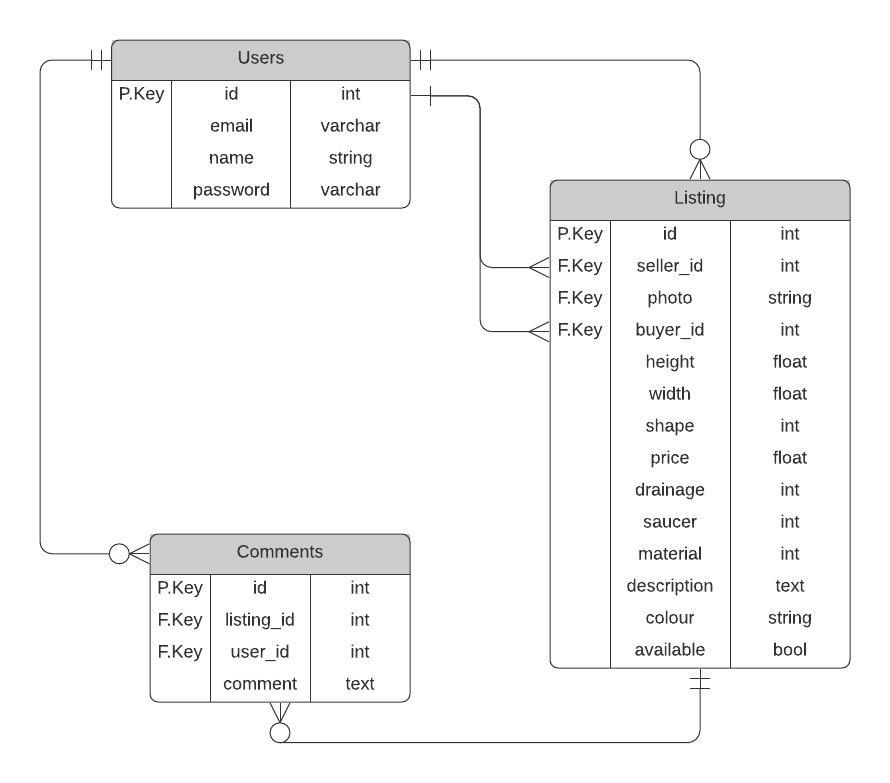 Users
P.Key id int
email varchar
name string
password varchar
Listing
P.Key id int
F.Key seller_id int
F.Key photo string
F.Key buyer_id int
height float
width float
shape int
price float
drainage int
saucer int
material int
description text
colour string
available bool
Comments
P.Key id int
F.Key listing_id int
F.Key user_id int
comment text